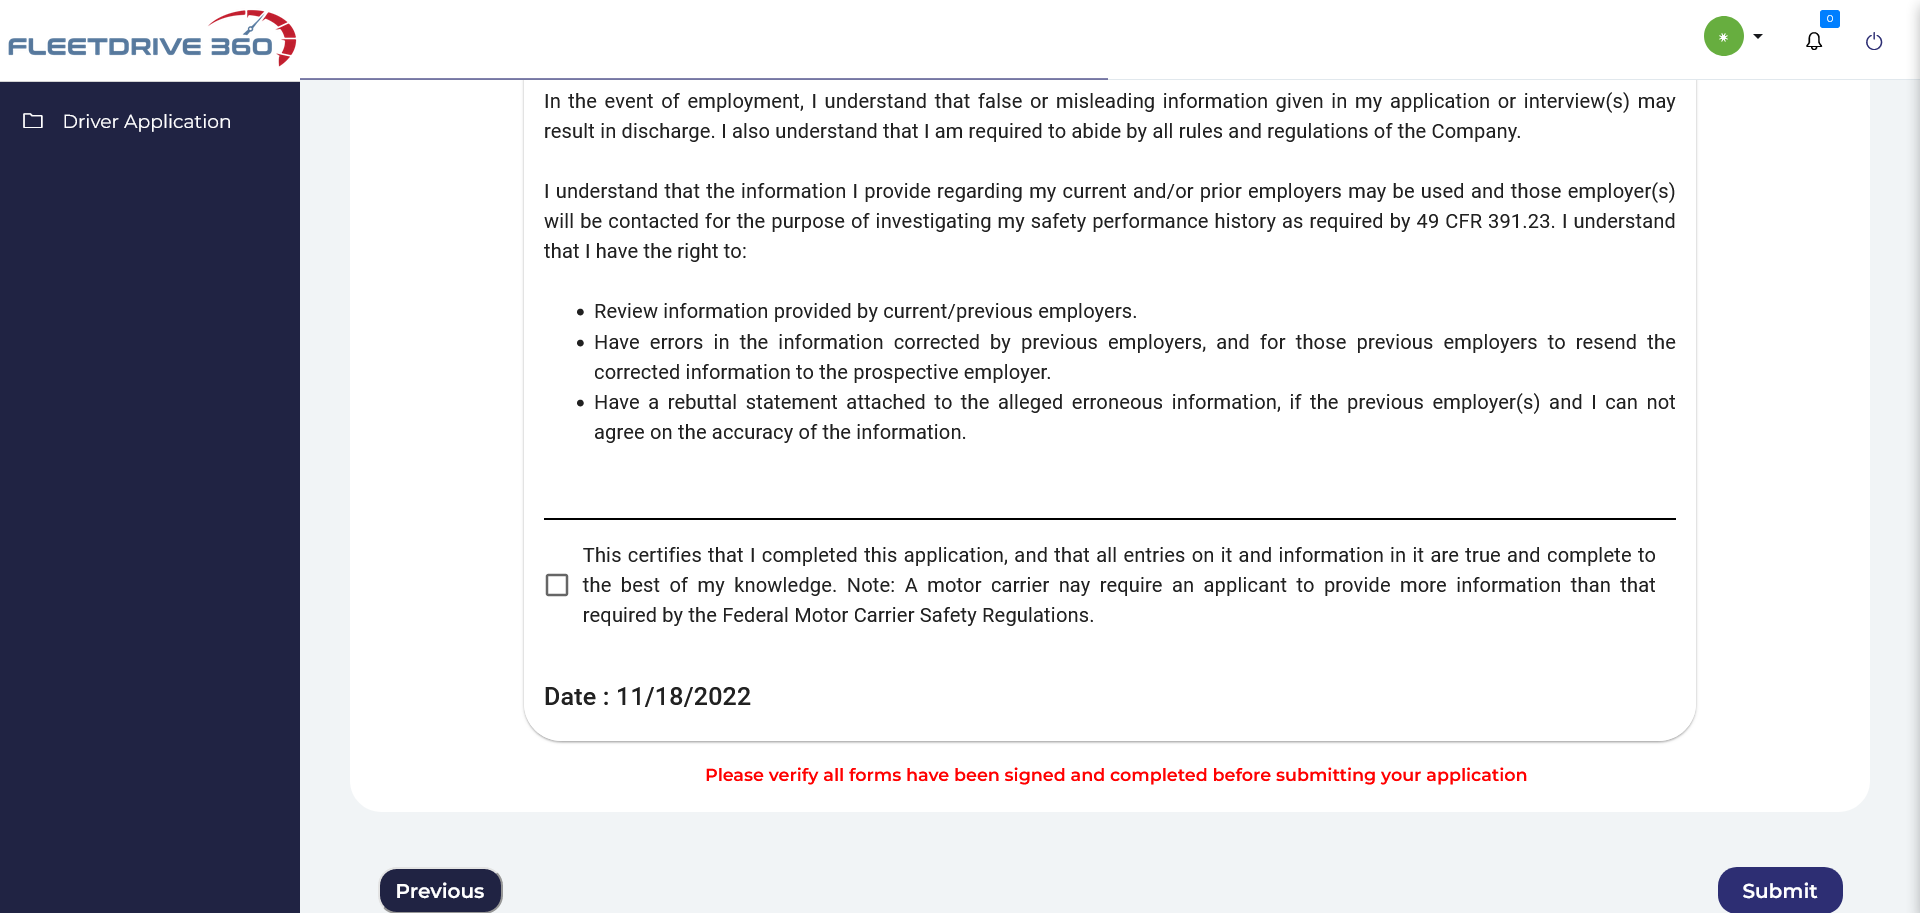 FLEETDRIVE 360
0
Driver Application
In the event of employment, I understand that false or misleading information given in my application or interview(s) may
result in discharge. I also understand that I am required to abide by all rules and regulations of the Company.
I understand that the information I provide regarding my current and/or prior employers may be used and those employer(s)
will be contacted for the purpose of investigating my safety performance history as required by 49 CFR 391.23. I understand
that I have the right to:
• Review information provided by current/previous employers.
• Have errors in the information corrected by previous employers, and for those previous employers to resend the
corrected information to the prospective employer.
• Have a rebuttal statement attached to the alleged erroneous information, if the previous employer(s) and I can not
agree on the accuracy of the information.
This certifies that I completed this application, and that all entries on it and information in it are true and complete to
the best of my knowledge. Note: A motor carrier nay require an applicant to provide more information than that
required by the Federal Motor Carrier Safety Regulations.
Date : 11/18/2022
Please verify all forms have been signed and completed before submitting your application
Previous
Submit